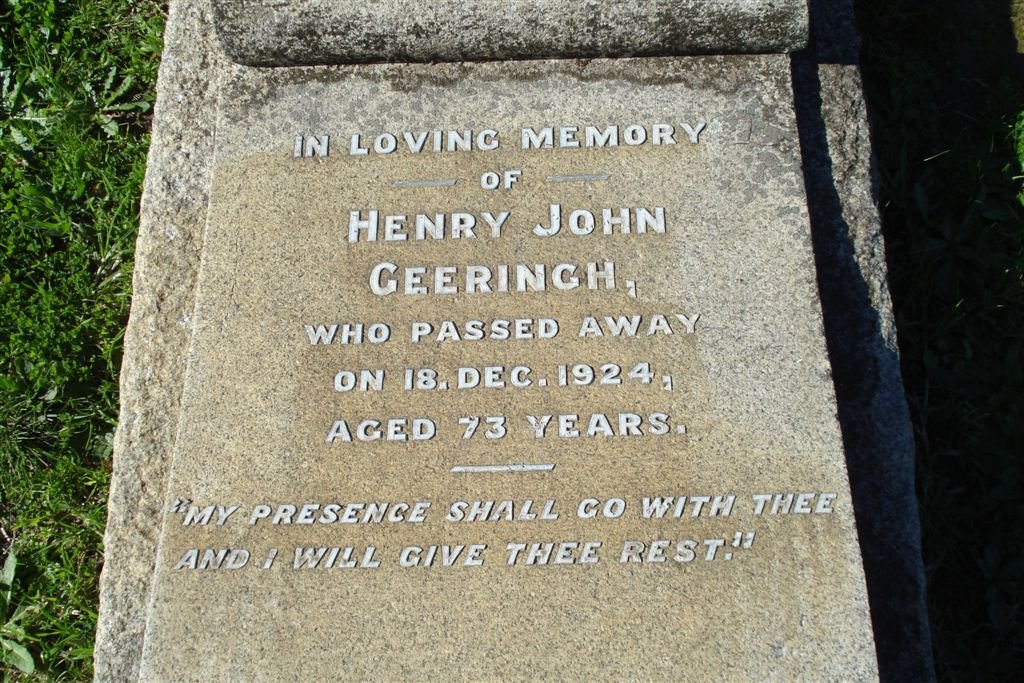 IN LOVING MEMORY
OF
HENRY JOHN
GEERINGH,
WHO PASSED AWAY
ON 18. DEC. 1924,
AGED 73 YEARS.
"MY PRESENCE SHALL GO WITH THEE
AND I WILL GIVE THEE REST."